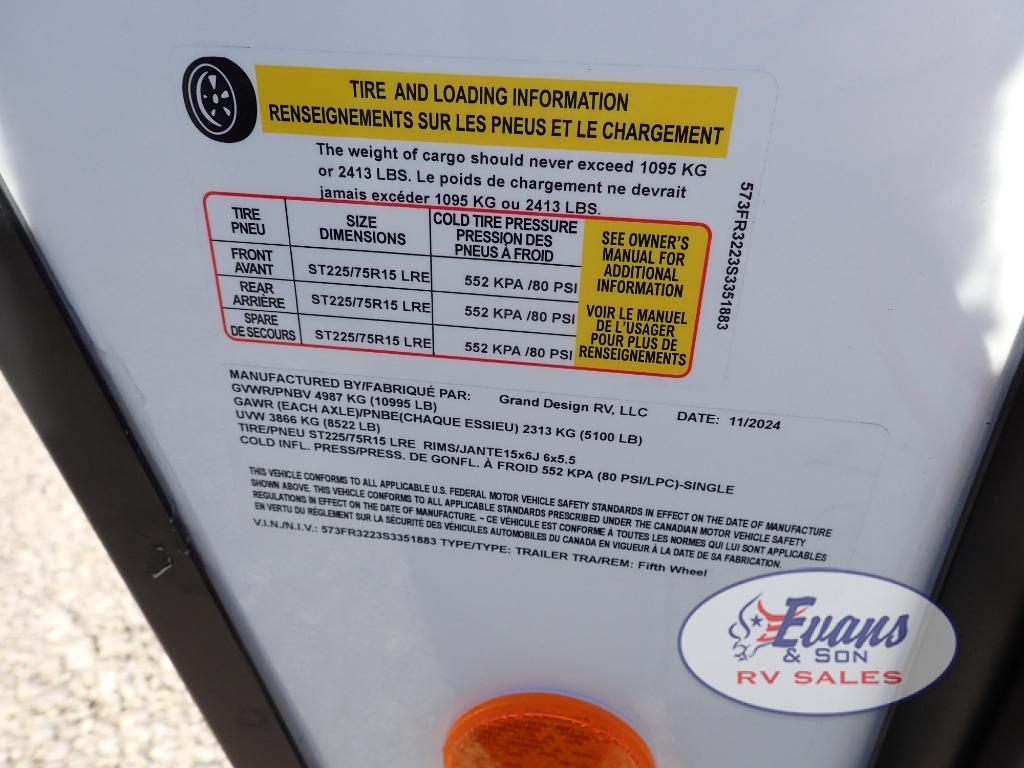 TIRE AND LOADING INFORMATION
RENSEIGNEMENTS SUR LES PNEUS ET LE CHARGEMENT
The weight of cargo should never exceed 1095 KG
or 2413 LBS. Le poids de chargement ne devrait
jamais excéder 1095 KG ou 2413 LBS.
TIRE
PNEU
SIZE
DIMENSIONS
COLD TIRE PRESSURE
PRESSION DES
PNEUS À FROID
FRONT
AVANT
ST225/75R15 LRE
552 KPA /80 PSI
REAR
ARRIÈRE
ST225/75R15 LRE
552 KPA /80 PSI
SPARE
DE SECOURS
ST225/75R15 LRE
552 KPA /80 PSI
SEE OWNER'S
MANUAL FOR
ADDITIONAL
INFORMATION
VOIR LE MANUEL
DE L'USAGER
POUR PLUS DE
RENSEIGNEMENTS
573FR3223S3351883
MANUFACTURED BY/FABRIQUÉ PAR: Grand Design RV, LLC DATE: 11/2024
GVWR/PNBV 4987 KG (10995 LB)
GAWR (EACH AXLE)/PNBE(CHAQUE ESSIEU) 2313 KG (5100 LB)
UVW 3866 KG (8522 LB)
TIRE/PNEU ST225/75R15 LRE RIMS/JANTE15x6J 6x5.5
COLD INFL. PRESS/PRESS. DE GONFL. À FROID 552 KPA (80 PSI/LPC)-SINGLE
THIS VEHICLE CONFORMS TO ALL APPLICABLE U.S. FEDERAL MOTOR VEHICLE SAFETY STANDARDS IN EFFECT ON THE DATE OF MANUFACTURE
SHOWN ABOVE. THIS VEHICLE CONFORMS TO ALL APPLICABLE STANDARDS PRESCRIBED UNDER THE CANADIAN MOTOR VEHICLE SAFETY
REGULATIONS IN EFFECT ON THE DATE OF MANUFACTURE. - CE VÉHICULE EST CONFORME À TOUTES LES NORMES QUI LUI SONT APPLICABLES
EN VERTU DU RÈGLEMENT SUR LA SÉCURITÉ DES VÉHICULES AUTOMOBILES DU CANADA EN VIGUEUR À LA DATE DE SA FABRICATION.
V.I.N./N.I.V.: 573FR3223S3351883 TYPE/TYPE: TRAILER TRA/REM: Fifth Wheel
Evans
& SON
RV SALES